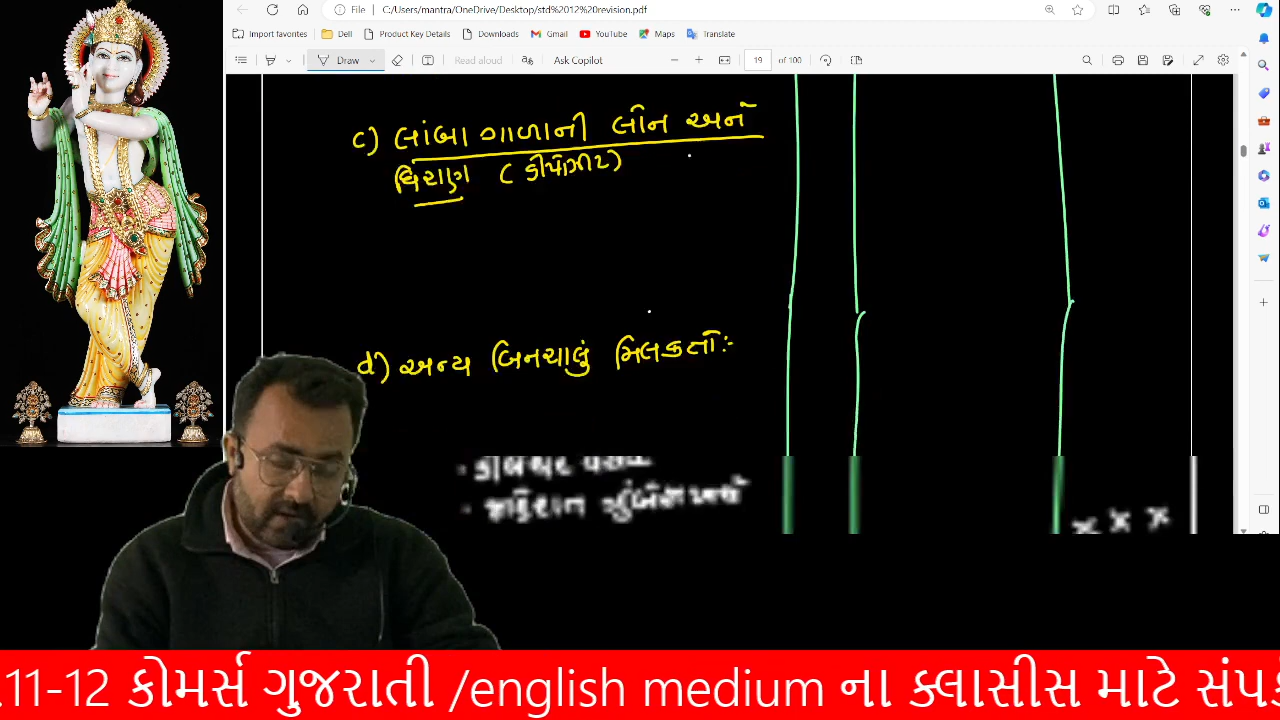 File
C:/Users/mantra/OneDrive/Desktop/std%2012%20revision.pdf
Import favorites Dell Product Key Details Downloads Gmail YouTube Maps Translate
Draw Read aloud Ask Copilot 19 of 100
c) લાંબા ગાળાની લોન અને
ધિરાણ (ડીપોઝીટ)
d) અન્ય બિનચાલું મિલકતો:-
x x x
11-12 કોમર્સ ગુજરાતી /english medium ના ક્લાસીસ માટે